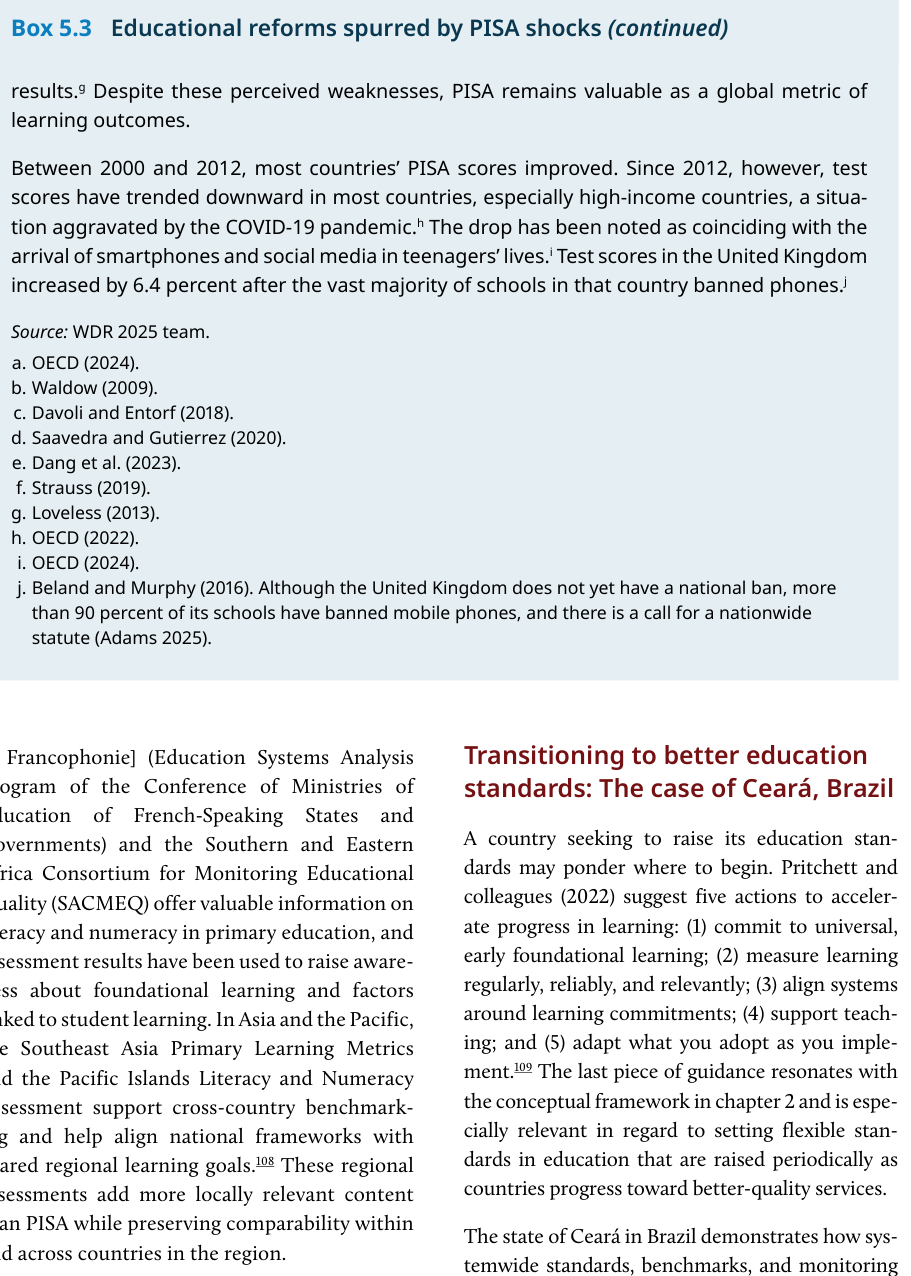 Box 5.3 Educational reforms spurred by PISA shocks (continued)
results.g Despite these perceived weaknesses, PISA remains valuable as a global metric of
learning outcomes.
Between 2000 and 2012, most countries’ PISA scores improved. Since 2012, however, test
scores have trended downward in most countries, especially high-income countries, a situa-
tion aggravated by the COVID-19 pandemic.h The drop has been noted as coinciding with the
arrival of smartphones and social media in teenagers’ lives.i Test scores in the United Kingdom
increased by 6.4 percent after the vast majority of schools in that country banned phones.j
Source: WDR 2025 team.
a. OECD (2024).
b. Waldow (2009).
c. Davoli and Entorf (2018).
d. Saavedra and Gutierrez (2020).
e. Dang et al. (2023).
f. Strauss (2019).
g. Loveless (2013).
h. OECD (2022).
i. OECD (2024).
j. Beland and Murphy (2016). Although the United Kingdom does not yet have a national ban, more
than 90 percent of its schools have banned mobile phones, and there is a call for a nationwide
statute (Adams 2025).
Francophonie] (Education Systems Analysis
ogram of the Conference of Ministries of
ducation of French-Speaking States and
overnments) and the Southern and Eastern
frica Consortium for Monitoring Educational
uality (SACMEQ) offer valuable information on
eracy and numeracy in primary education, and
sessment results have been used to raise aware-
ess about foundational learning and factors
nked to student learning. In Asia and the Pacific,
e Southeast Asia Primary Learning Metrics
nd the Pacific Islands Literacy and Numeracy
ssessment support cross-country benchmark-
g and help align national frameworks with
ared regional learning goals.108 These regional
sessments add more locally relevant content
an PISA while preserving comparability within
nd across countries in the region.
Transitioning to better education
standards: The case of Ceará, Brazil
A country seeking to raise its education stan-
dards may ponder where to begin. Pritchett and
colleagues (2022) suggest five actions to acceler-
ate progress in learning: (1) commit to universal,
early foundational learning; (2) measure learning
regularly, reliably, and relevantly; (3) align systems
around learning commitments; (4) support teach-
ing; and (5) adapt what you adopt as you imple-
ment.109 The last piece of guidance resonates with
the conceptual framework in chapter 2 and is espe-
cially relevant in regard to setting flexible stan-
dards in education that are raised periodically as
countries progress toward better-quality services.
The state of Ceará in Brazil demonstrates how sys-
temwide standards, benchmarks, and monitoring